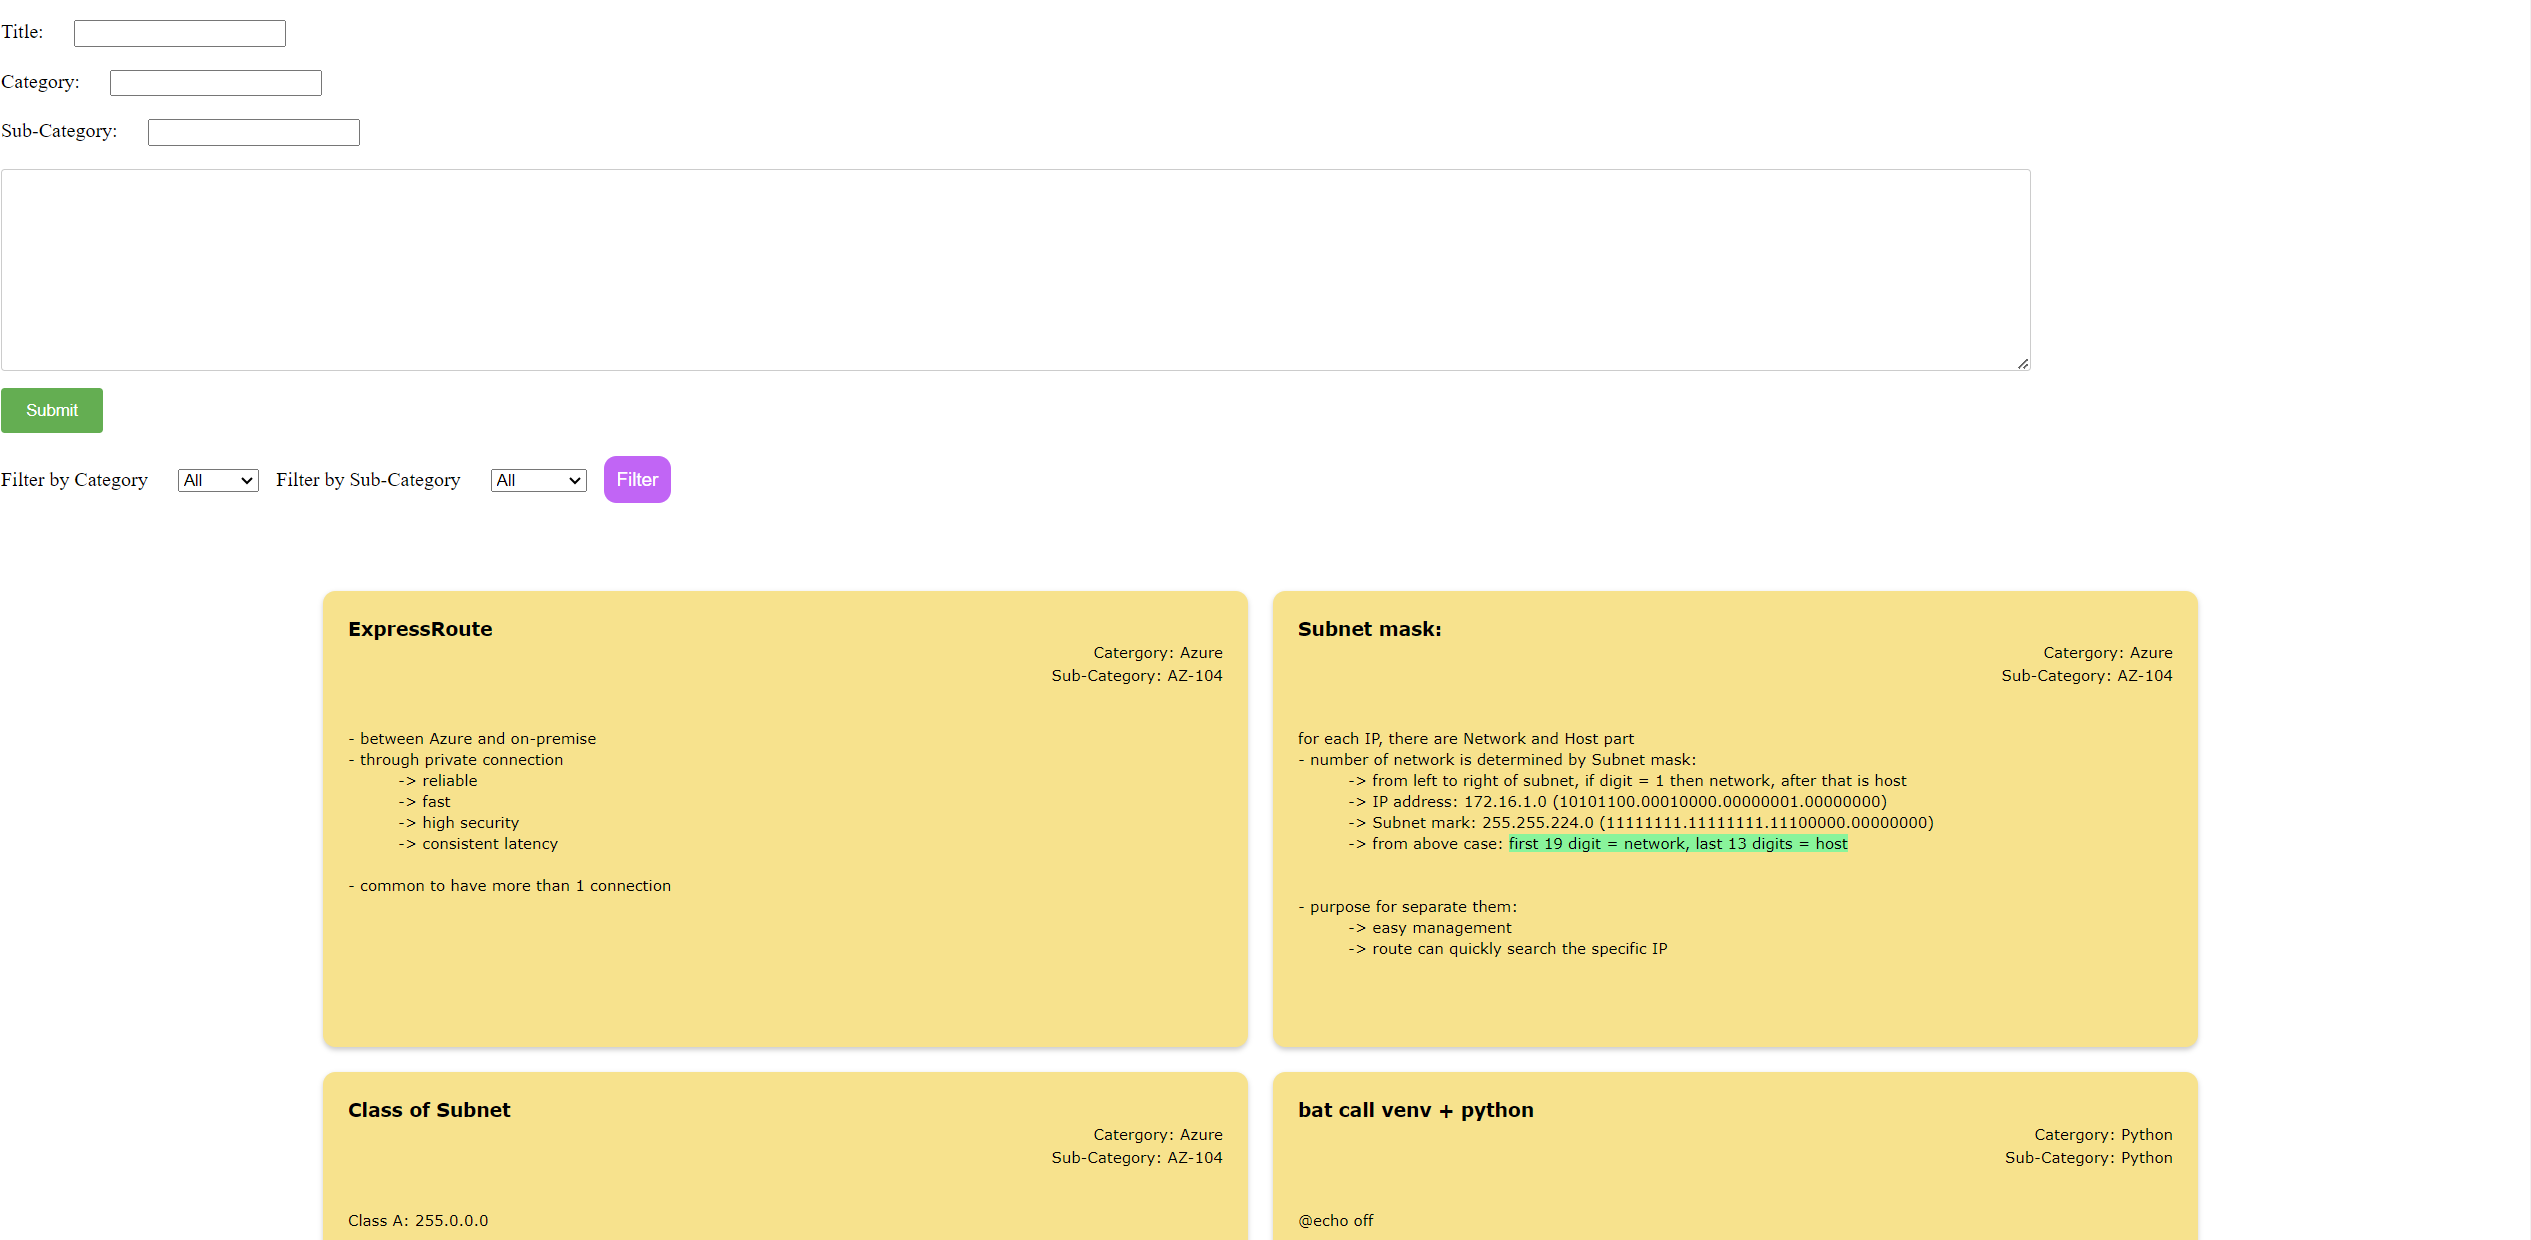 Title:
Category:
Sub-Category:
Submit
Filter by Category All Filter by Sub-Category All Filter
ExpressRoute
Catergory: Azure
Sub-Category: AZ-104
- between Azure and on-premise
- through private connection
-> reliable
-> fast
-> high security
-> consistent latency
- common to have more than 1 connection
Subnet mask:
Catergory: Azure
Sub-Category: AZ-104
for each IP, there are Network and Host part
- number of network is determined by Subnet mask:
-> from left to right of subnet, if digit = 1 then network, after that is host
-> IP address: 172.16.1.0 (10101100.00010000.00000001.00000000)
-> Subnet mark: 255.255.224.0 (11111111.11111111.11100000.00000000)
-> from above case: first 19 digit = network, last 13 digits = host
- purpose for separate them:
-> easy management
-> route can quickly search the specific IP
Class of Subnet
Catergory: Azure
Sub-Category: AZ-104
Class A: 255.0.0.0
bat call venv + python
Catergory: Python
Sub-Category: Python
@echo off